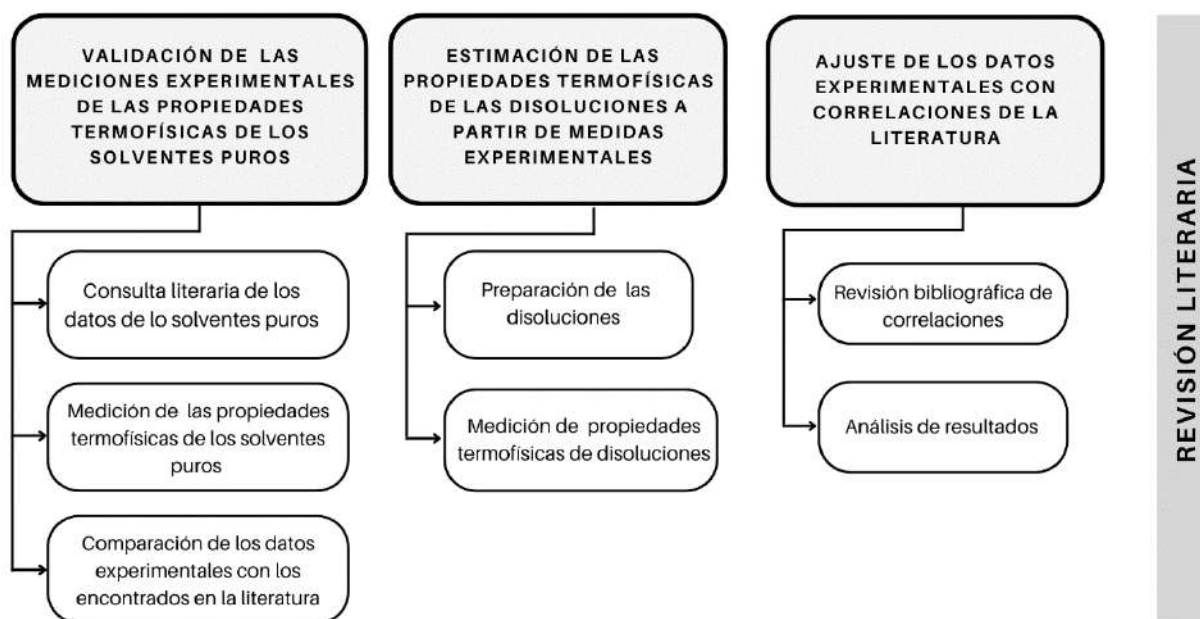 VALIDACIÓN DE LAS
MEDICIONES EXPERIMENTALES
DE LAS PROPIEDADES
TERMOFÍSICAS DE LOS
SOLVENTES PUROS
Consulta literaria de los
datos de lo solventes puros
Medición de las propiedades
termofísicas de los solventes
puros
Comparación de los datos
experimentales con los
encontrados en la literatura
ESTIMACIÓN DE LAS
PROPIEDADES TERMOFÍSICAS
DE LAS DISOLUCIONES A
PARTIR DE MEDIDAS
EXPERIMENTALES
Preparación de las
disoluciones
Medición de propiedades
termofísicas de disoluciones
AJUSTE DE LOS DATOS
EXPERIMENTALES CON
CORRELACIONES DE LA
LITERATURA
Revisión bibliográfica de
correlaciones
Análisis de resultados
REVISIÓN LITERARIA